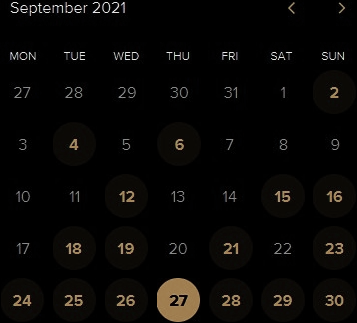 September 2021
MON TUE WED THU FRI SAT SUN
27 28 29 30 31 1 2
3 4 5 6 7 8 9
10 11 12 13 14 15 16
17 18 19 20 21 22 23
24 25 26 27 28 29 30